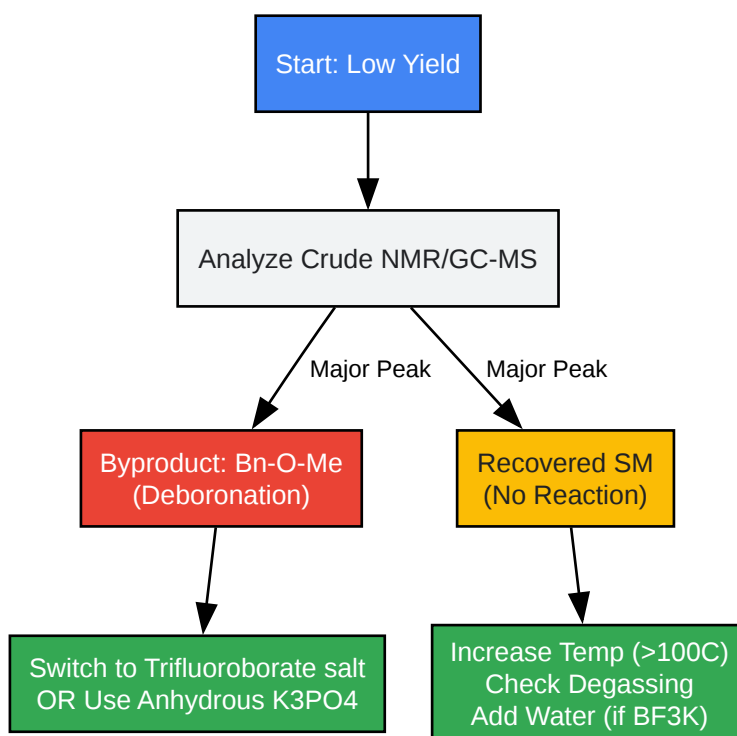 Start: Low Yield
Analyze Crude NMR/GC-MS
Major Peak
Major Peak
Byproduct: Bn-O-Me
(Deboronation)
Recovered SM
(No Reaction)
Switch to Trifluoroborate salt
OR Use Anhydrous K3PO4
Increase Temp (>100C)
Check Degassing
Add Water (if BF3K)